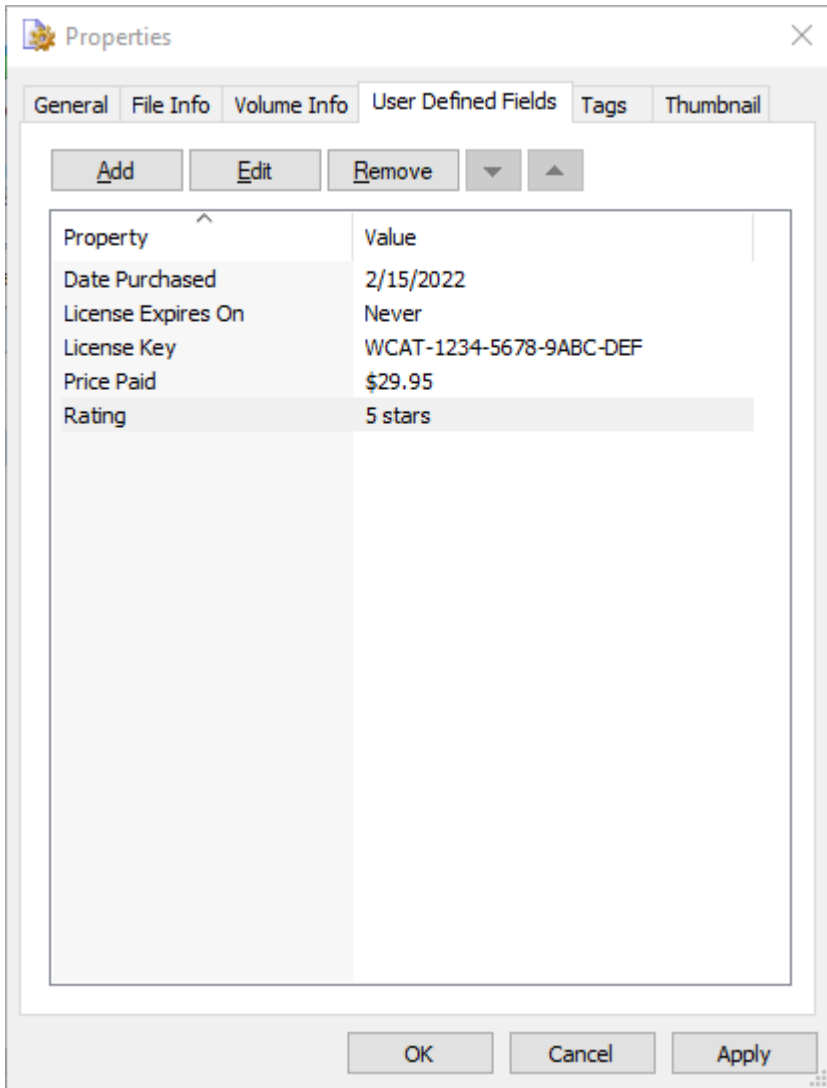 Properties
General File Info Volume Info User Defined Fields Tags Thumbnail
Add Edit Remove
Property Value
Date Purchased 2/15/2022
License Expires On Never
License Key WCAT-1234-5678-9ABC-DEF
Price Paid $29.95
Rating 5 stars
OK Cancel Apply